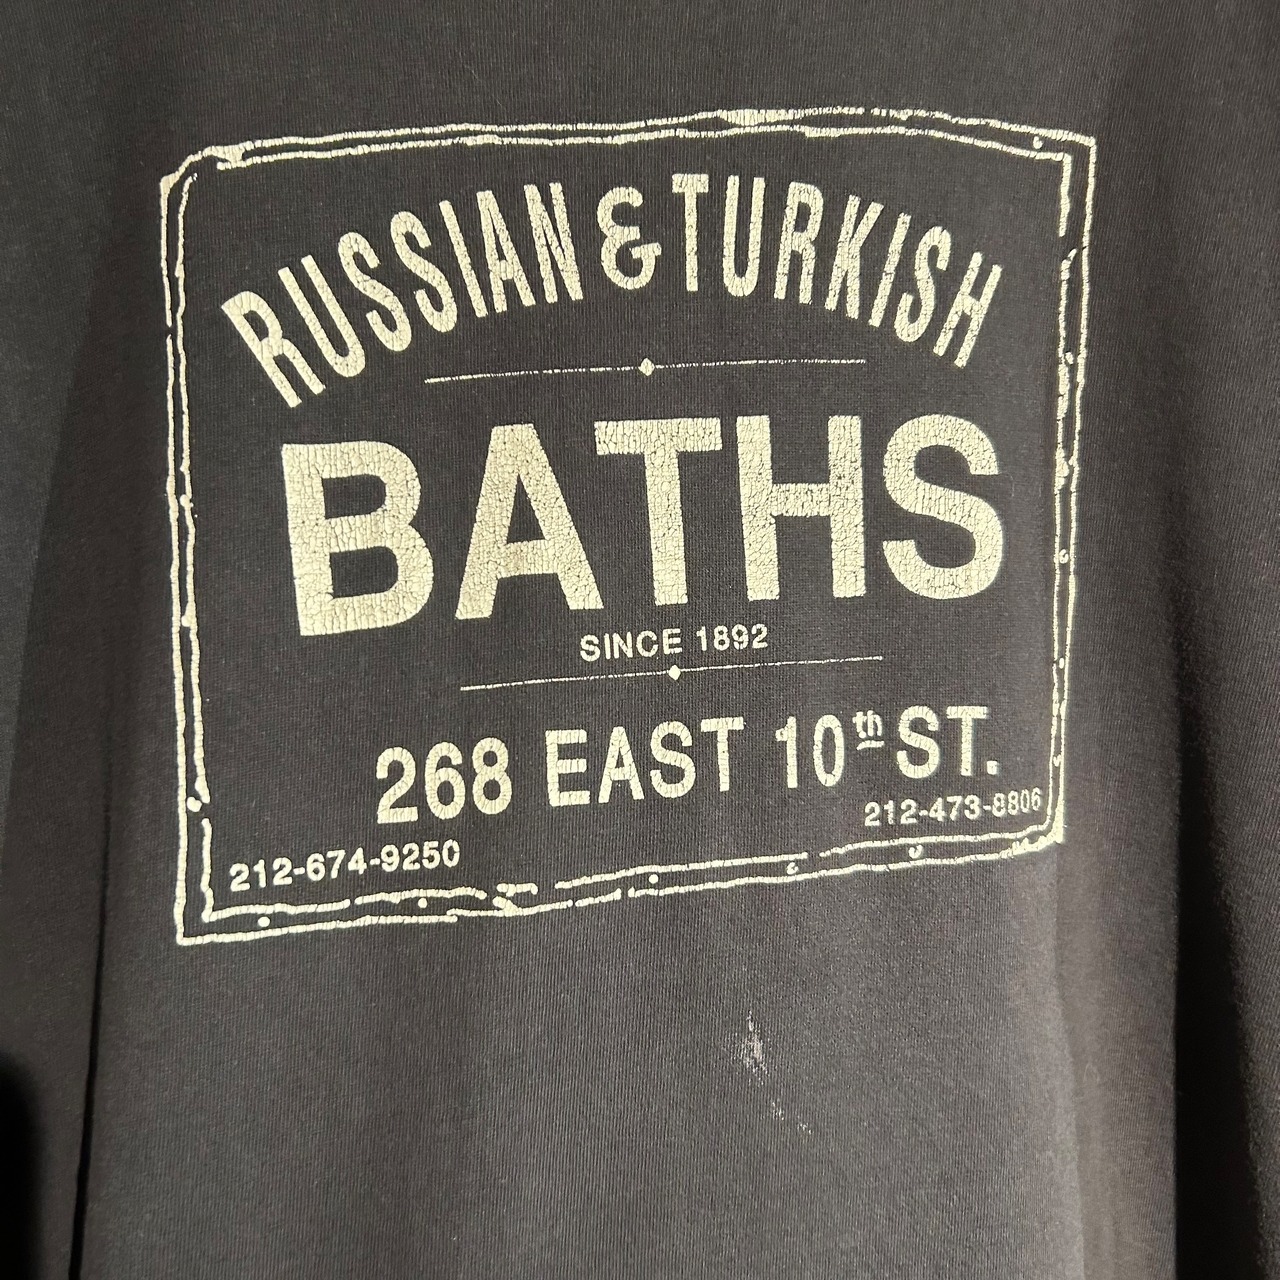 RUSSIAN & TURKISH
BATHS
SINCE 1892
268 EAST 10th ST.
212-473-8806
212-674-9250